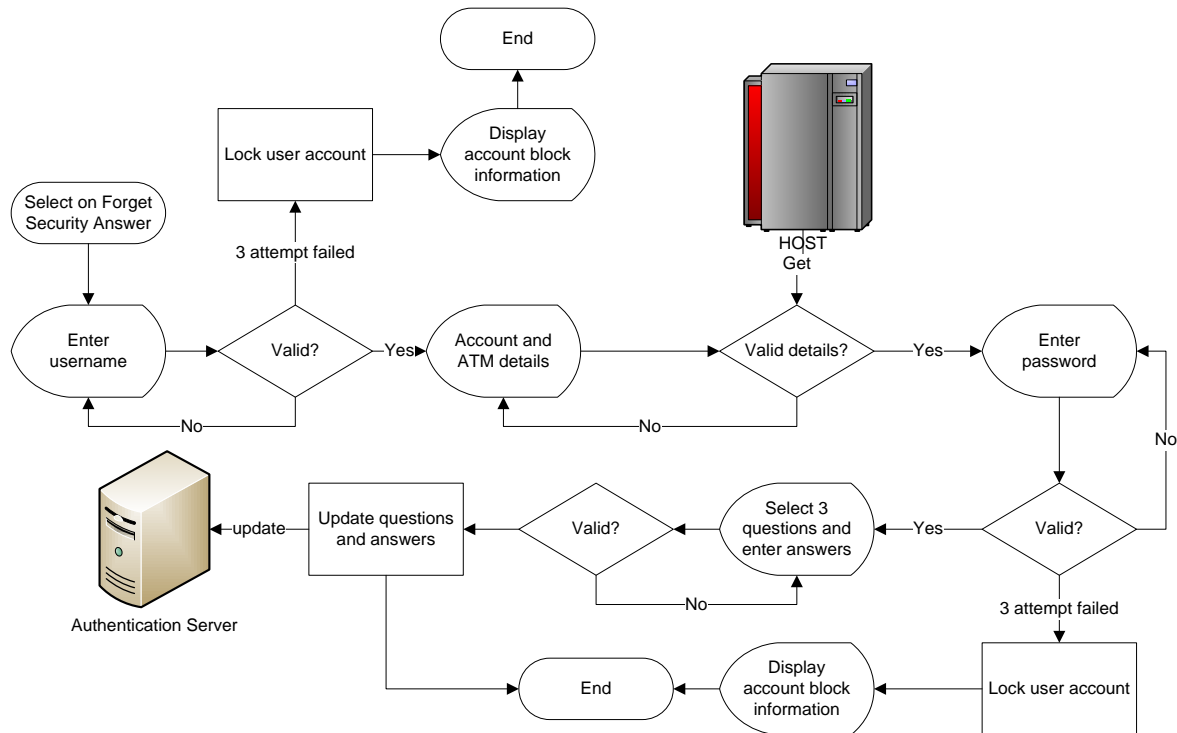 End
Lock user account
Display
account block
information
Select on Forget
Security Answer
3 attempt failed
HOST
Get
Enter
username
Valid?
Yes
Account and
ATM details
Valid details?
Yes
Enter
password
No
No
No
Authentication Server
update
Update questions
and answers
Valid?
Select 3
questions and
enter answers
Yes
Valid?
No
3 attempt failed
End
Display
account block
information
Lock user account